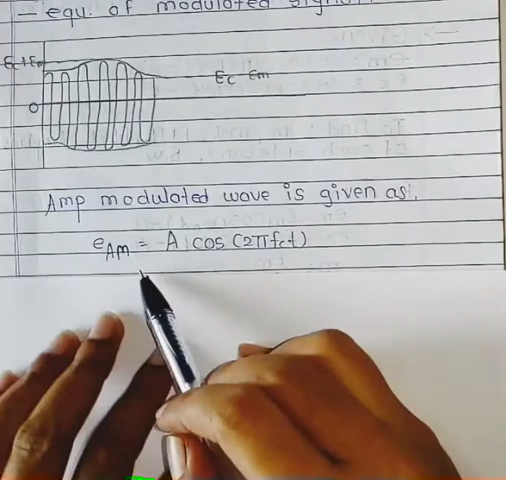 - equ. of modulated signal
Ec+Em
Ec Em
0
Amp modulated wave is given as,
eAm = A cos (2πfct)